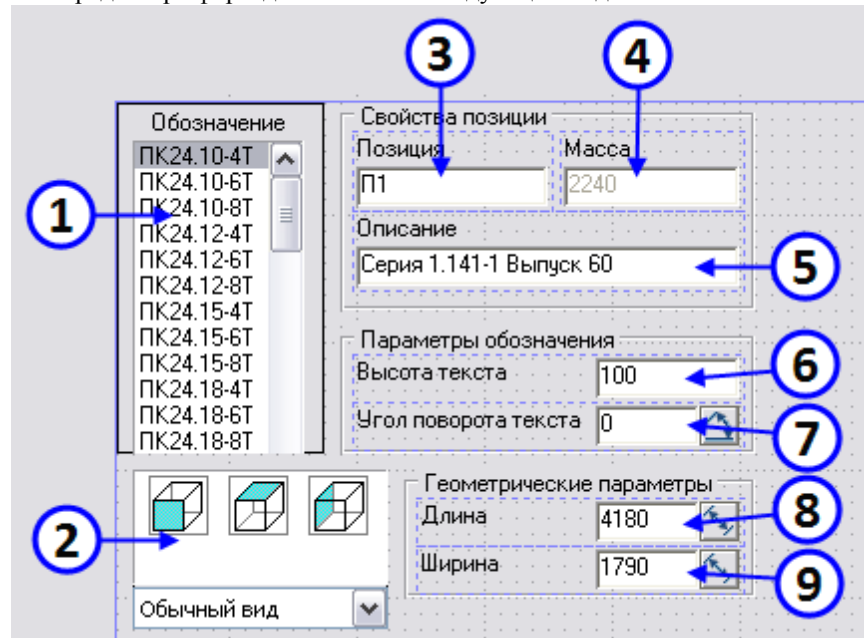 3
4
Обозначение
ПК24.10-4Т
ПК24.10-6Т
ПК24.10-8Т
ПК24.12-4Т
ПК24.12-6Т
ПК24.12-8Т
ПК24.15-4Т
ПК24.15-6Т
ПК24.15-8Т
ПК24.18-4Т
ПК24.18-6Т
ПК24.18-8Т
1
Свойства позиции
Позиция Масса
П1 2240
Описание
Серия 1.141-1 Выпуск 60
5
Параметры обозначения
Высота текста 100
6
Угол поворота текста 0
7
2
Обычный вид
Геометрические параметры
Длина 4180
8
Ширина 1790
9